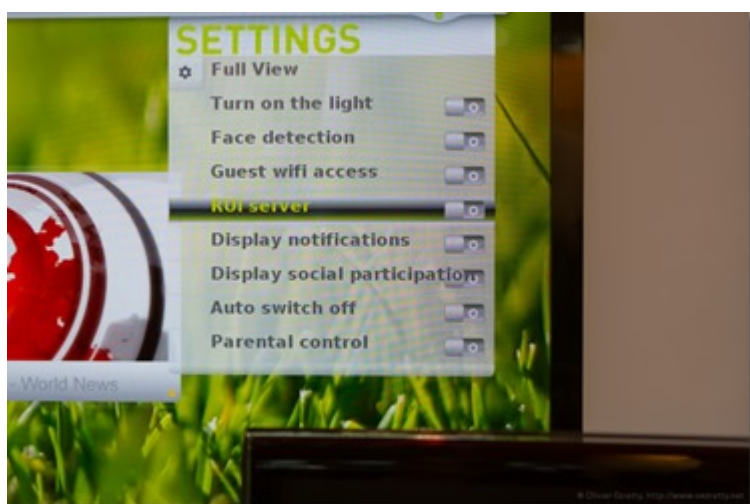 SETTINGS
Full View
Turn on the light
Face detection
Guest wifi access
ROI server
Display notifications
Display social participation
Auto switch off
Parental control
- World News